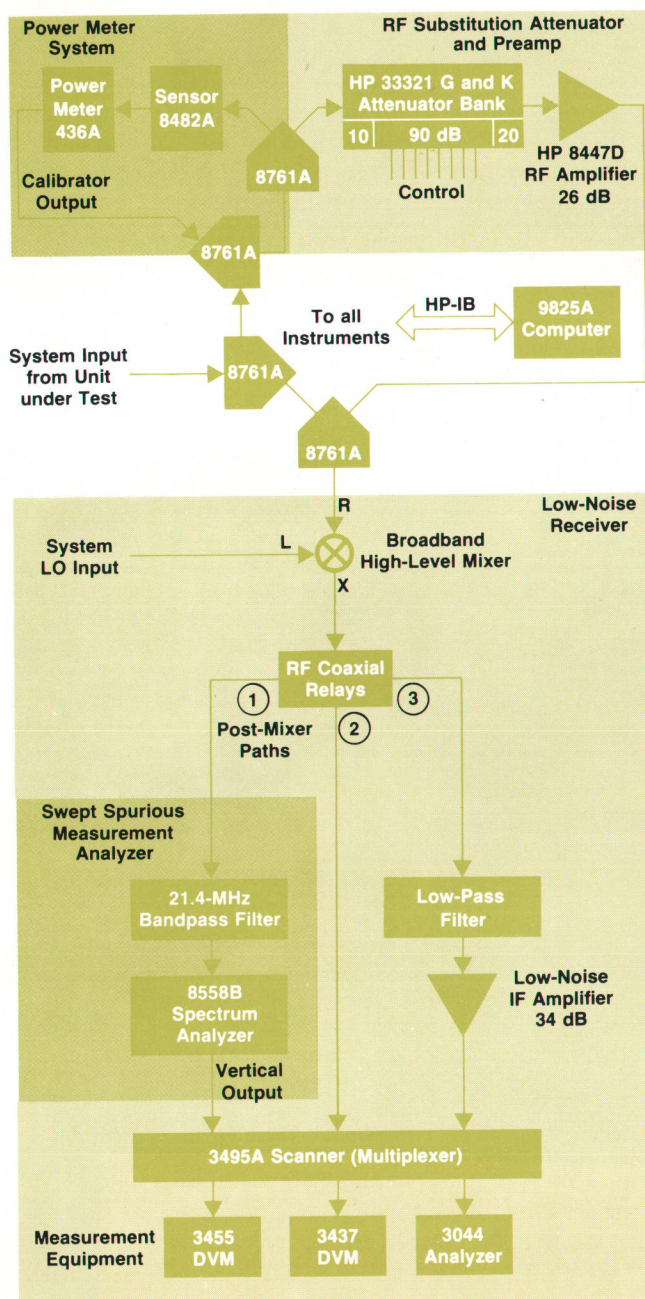 Power Meter
System
RF Substitution Attenuator
and Preamp
Power
Meter
436A
Sensor
8482A
HP 33321 G and K
Attenuator Bank
10 90 dB 20
8761A
Control
HP 8447D
RF Amplifier
26 dB
Calibrator
Output
8761A
To all
Instruments
HP-IB
9825A
Computer
System Input
from Unit
under Test
8761A
8761A
R
Low-Noise
Receiver
System
LO Input
L
Broadband
High-Level Mixer
X
RF Coaxial
Relays
1
2
3
Post-Mixer
Paths
Swept Spurious
Measurement
Analyzer
21.4-MHz
Bandpass Filter
Low-Pass
Filter
8558B
Spectrum
Analyzer
Low-Noise
IF Amplifier
34 dB
Vertical
Output
3495A Scanner (Multiplexer)
Measurement
Equipment
3455
DVM
3437
DVM
3044
Analyzer